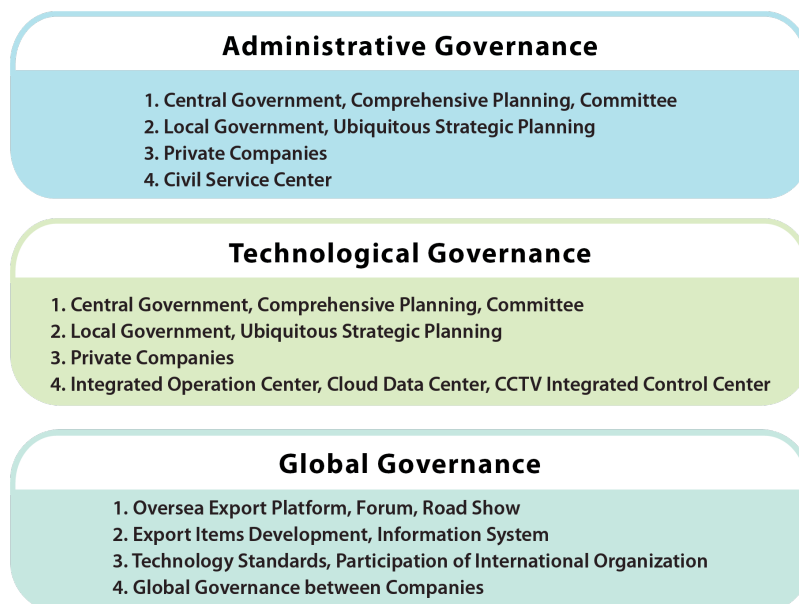 Administrative Governance
1. Central Government, Comprehensive Planning, Committee
2. Local Government, Ubiquitous Strategic Planning
3. Private Companies
4. Civil Service Center
Technological Governance
1. Central Government, Comprehensive Planning, Committee
2. Local Government, Ubiquitous Strategic Planning
3. Private Companies
4. Integrated Operation Center, Cloud Data Center, CCTV Integrated Control Center
Global Governance
1. Oversea Export Platform, Forum, Road Show
2. Export Items Development, Information System
3. Technology Standards, Participation of International Organization
4. Global Governance between Companies